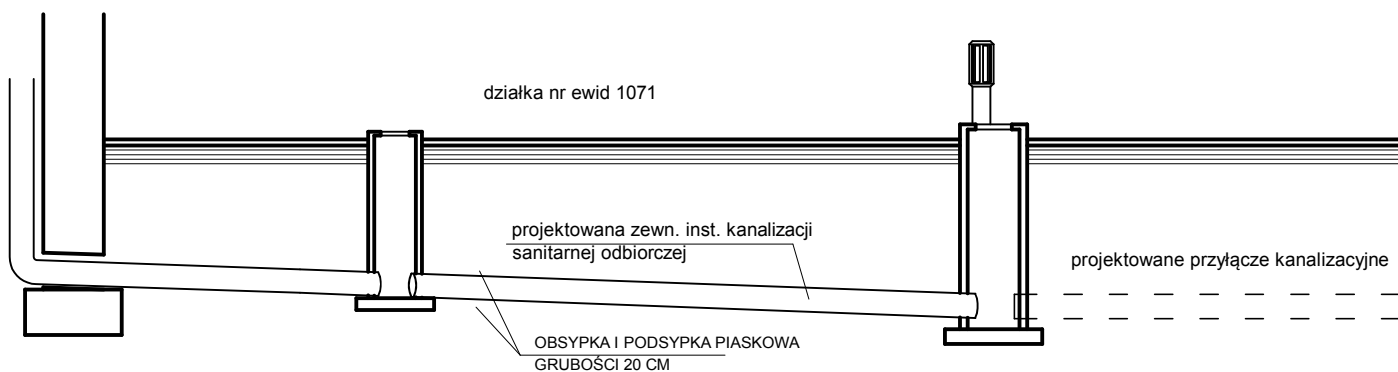 działka nr ewid 1071
projektowana zewn. inst. kanalizacji
sanitarnej odbiorczej
projektowane przyłącze kanalizacyjne
OBSYPKA I PODSYPKA PIASKOWA
GRUBOŚCI 20 CM